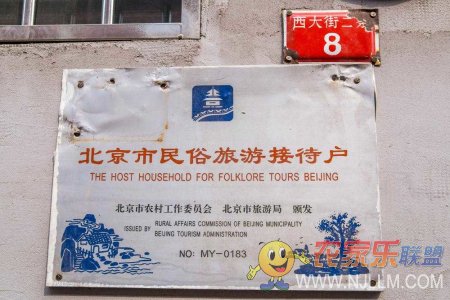 西大街二条
8
北京市民俗旅游接待户
THE HOST HOUSEHOLD FOR FOLKLORE TOURS BEIJING
北京市农村工作委员会 北京市旅游局 颁发
ISSUED BY RURAL AFFAIRS COMMISSION OF BEIJING MUNICIPALITY
BEIJING TOURISM ADMINISTRATION
NO: MY-0183
农家乐联盟
WWW.NJLLM.COM